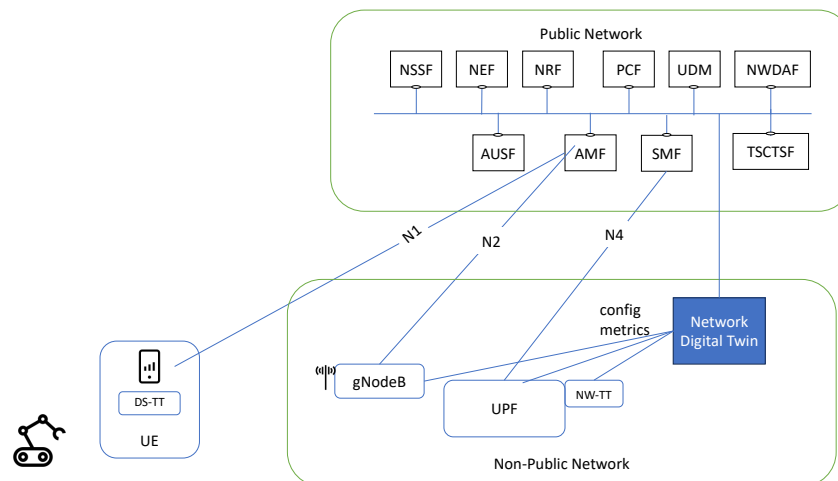 Public Network
NSSF
NEF
NRF
PCF
UDM
NWDAF
AUSF
AMF
SMF
TSCTSF
N1
N2
N4
config
metrics
Network
Digital Twin
gNodeB
DS-TT
UPF
NW-TT
UE
Non-Public Network